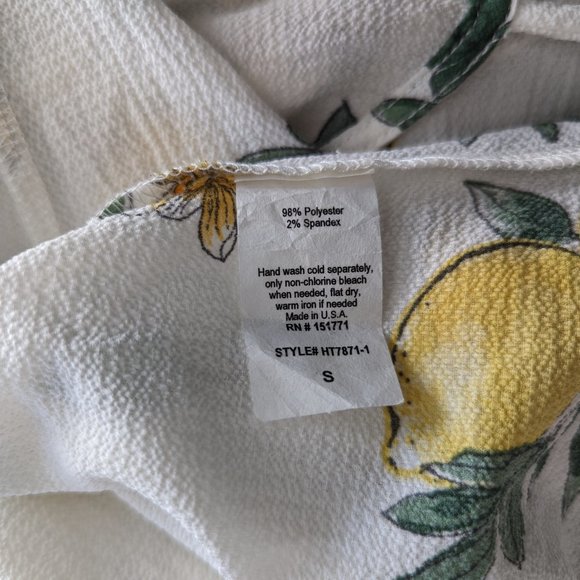 98% Polyester
2% Spandex
Hand wash cold separately,
only non-chlorine bleach
when needed, flat dry,
warm iron if needed
Made in U.S.A.
RN # 151771
STYLE# HT7871-1
S